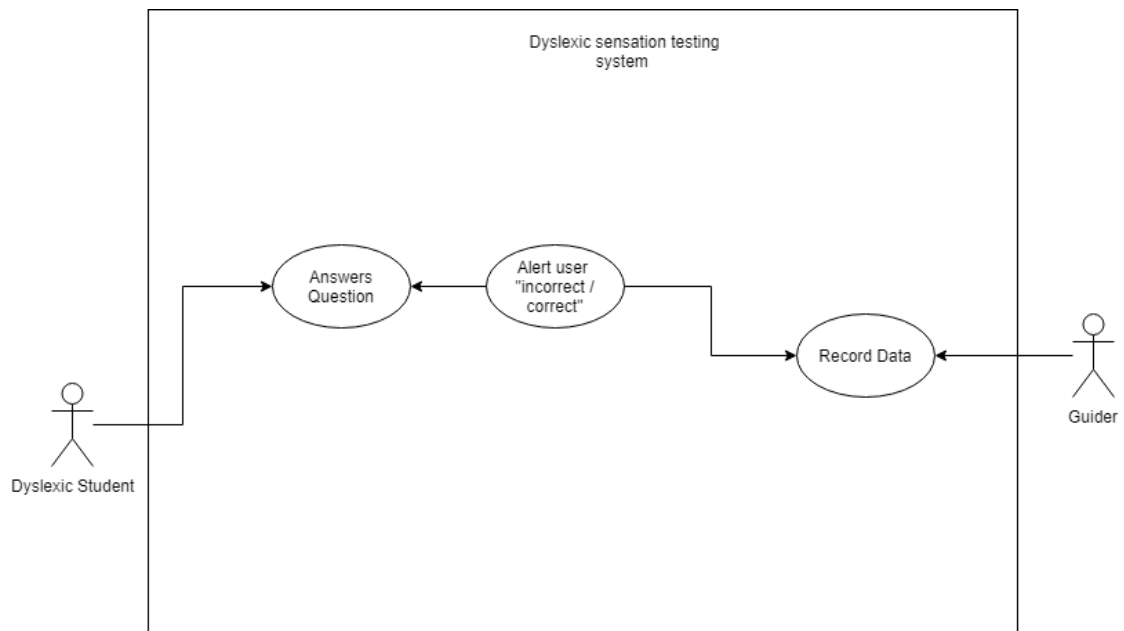 Dyslexic sensation testing
system
Answers
Question
Alert user
"incorrect /
correct"
Record Data
Guider
Dyslexic Student